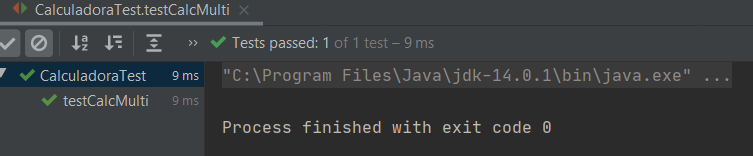 CalculadoraTest.testCalcMulti ×
Tests passed: 1 of 1 test – 9 ms
CalculadoraTest 9 ms
testCalcMulti 9 ms
"C:\Program Files\Java\jdk-14.0.1\bin\java.exe" ...
Process finished with exit code 0